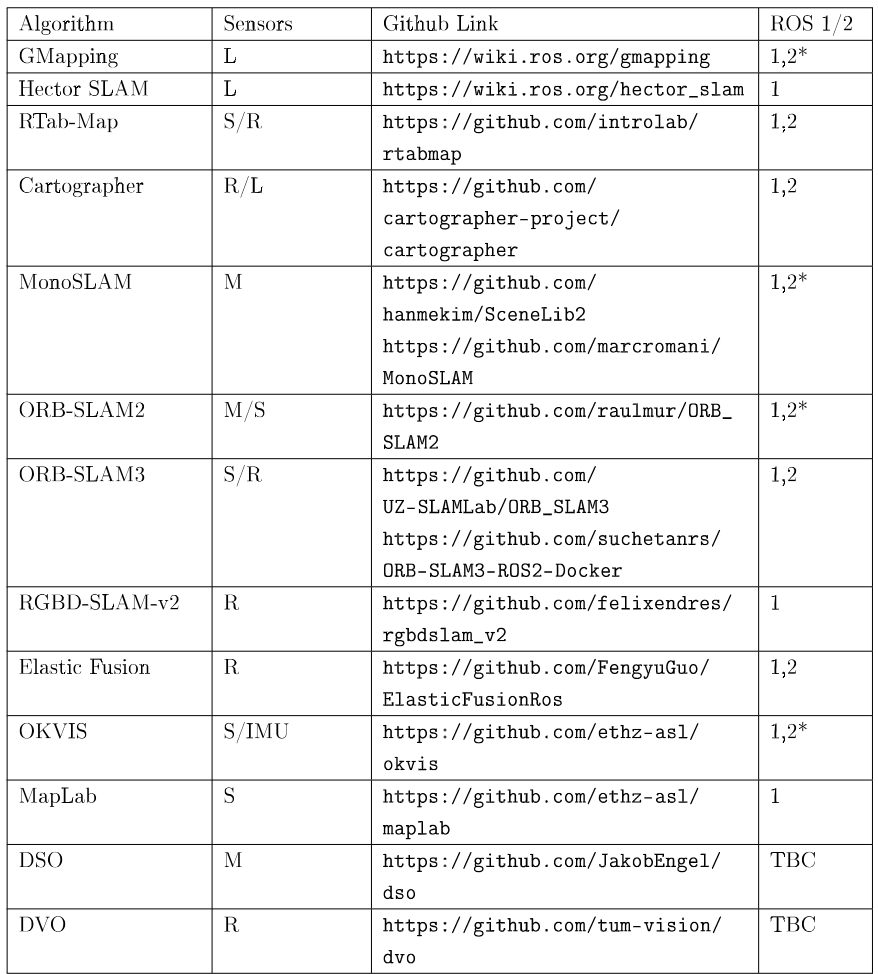 Algorithm Sensors Github Link ROS 1/2
GMapping L https://wiki.ros.org/gmapping 1,2*
Hector SLAM L https://wiki.ros.org/hector_slam 1
RTab-Map S/R https://github.com/introlab/ 1,2
rtabmap
Cartographer R/L https://github.com/ 1,2
cartographer-project/
cartographer
MonoSLAM M https://github.com/ 1,2*
hanmekim/SceneLib2
https://github.com/marcromani/
MonoSLAM
ORB-SLAM2 M/S https://github.com/raulmur/ORB_ 1,2*
SLAM2
ORB-SLAM3 S/R https://github.com/ 1,2
UZ-SLAMLab/ORB_SLAM3
https://github.com/suchetanrs/
ORB-SLAM3-ROS2-Docker
RGBD-SLAM-v2 R https://github.com/felixendres/ 1
rgbdslam_v2
Elastic Fusion R https://github.com/FengyuGuo/ 1,2
ElasticFusionRos
OKVIS S/IMU https://github.com/ethz-asl/ 1,2*
okvis
MapLab S https://github.com/ethz-asl/ 1
maplab
DSO M https://github.com/JakobEngel/ TBC
dso
DVO R https://github.com/tum-vision/ TBC
dvo